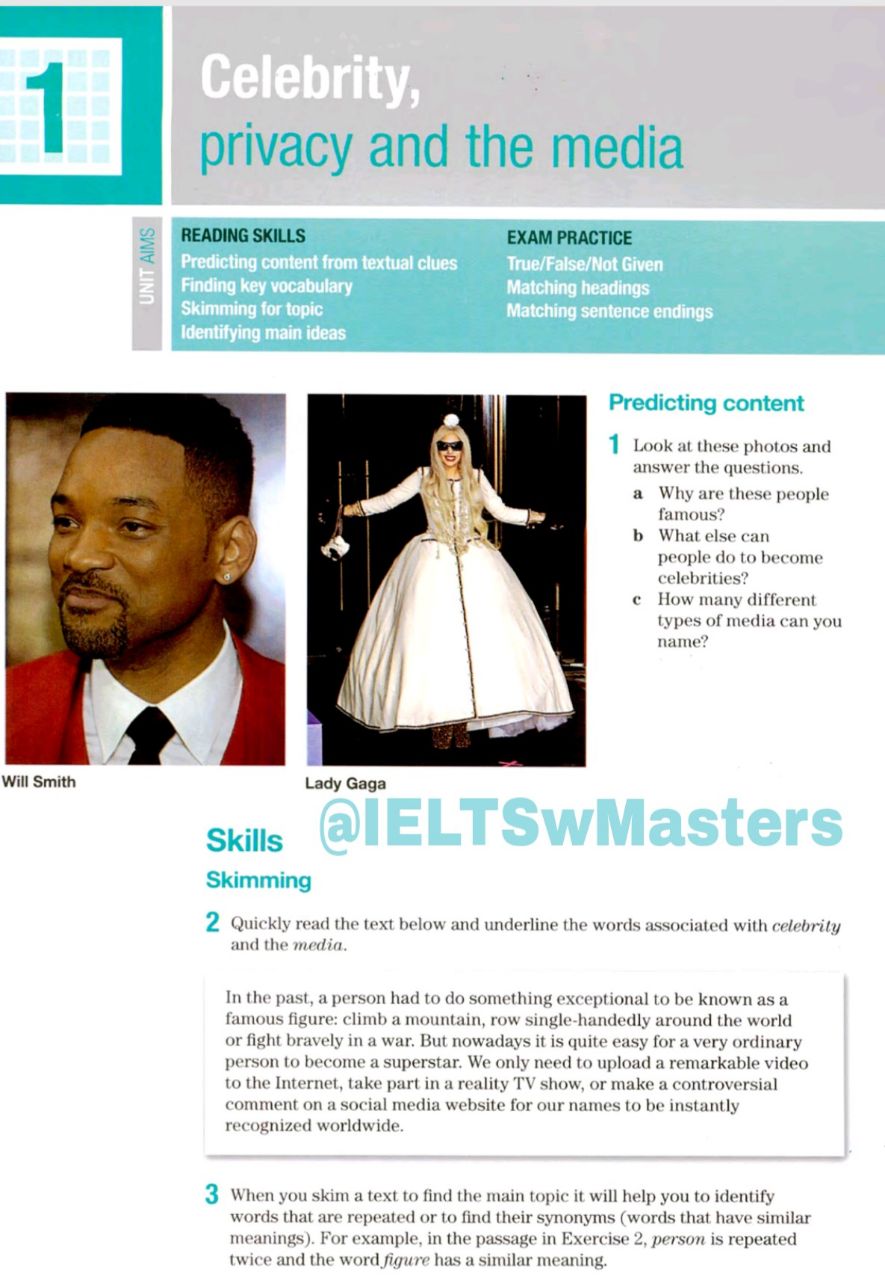 1
Celebrity,
privacy and the media
UNIT AIMS
READING SKILLS
Predicting content from textual clues
Finding key vocabulary
Skimming for topic
Identifying main ideas
EXAM PRACTICE
True/False/Not Given
Matching headings
Matching sentence endings
Will Smith
Lady Gaga
Predicting content
1 Look at these photos and
answer the questions.
a Why are these people
famous?
b What else can
people do to become
celebrities?
c How many different
types of media can you
name?
@IELTSwMasters
Skills
Skimming
2 Quickly read the text below and underline the words associated with celebrity
and the media.
In the past, a person had to do something exceptional to be known as a
famous figure: climb a mountain, row single-handedly around the world
or fight bravely in a war. But nowadays it is quite easy for a very ordinary
person to become a superstar. We only need to upload a remarkable video
to the Internet, take part in a reality TV show, or make a controversial
comment on a social media website for our names to be instantly
recognized worldwide.
3 When you skim a text to find the main topic it will help you to identify
words that are repeated or to find their synonyms (words that have similar
meanings). For example, in the passage in Exercise 2, person is repeated
twice and the word figure has a similar meaning.